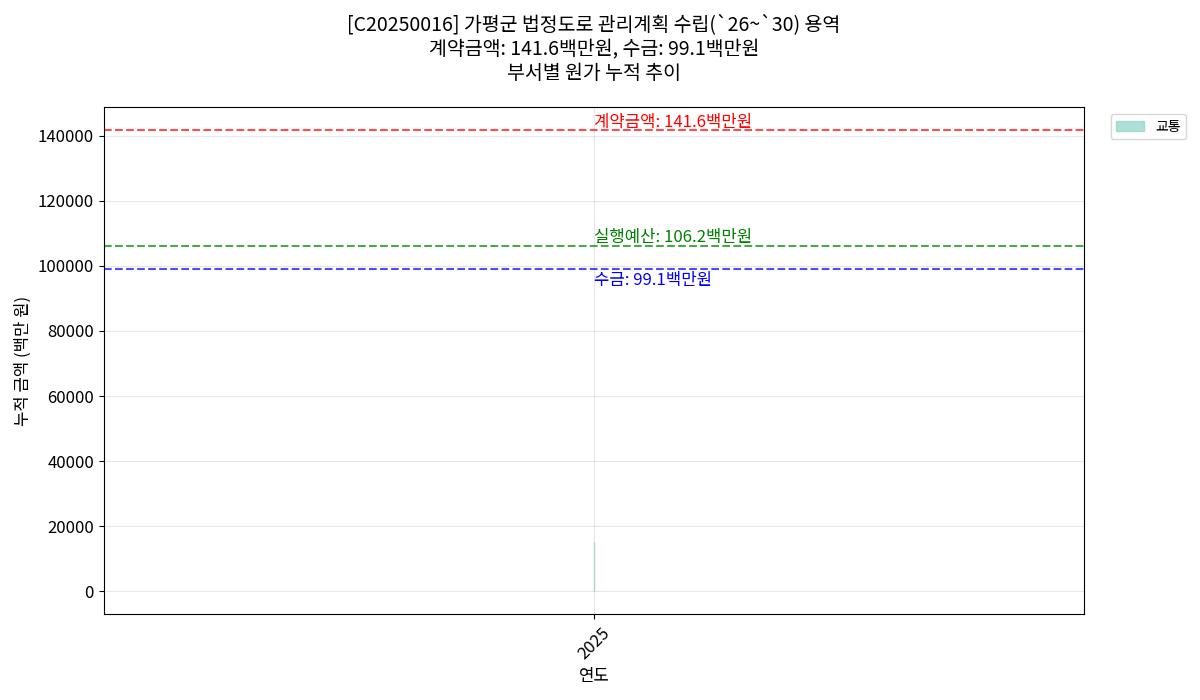 [C20250016] 가평군 법정도로 관리계획 수립(`26~`30) 용역
계약금액: 141.6백만원, 수금: 99.1백만원
부서별 원가 누적 추이
계약금액: 141.6백만원
실행예산: 106.2백만원
수금: 99.1백만원
교통
누적 금액 (백만 원)
140000
120000
100000
80000
60000
40000
20000
0
2025
연도